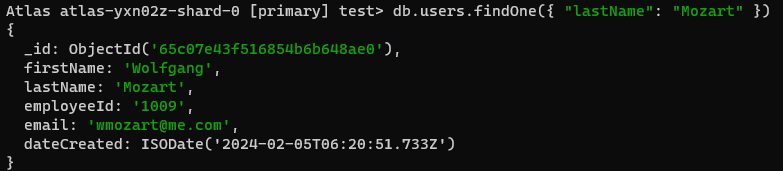 Atlas atlas-yxn02z-shard-0 [primary] test> db.users.findOne({ "lastName": "Mozart" })
{
  _id: ObjectId('65c07e43f516854b6b648ae0'),
  firstName: 'Wolfgang',
  lastName: 'Mozart',
  employeeId: '1009',
  email: 'wmozart@me.com',
  dateCreated: ISODate('2024-02-05T06:20:51.733Z')
}